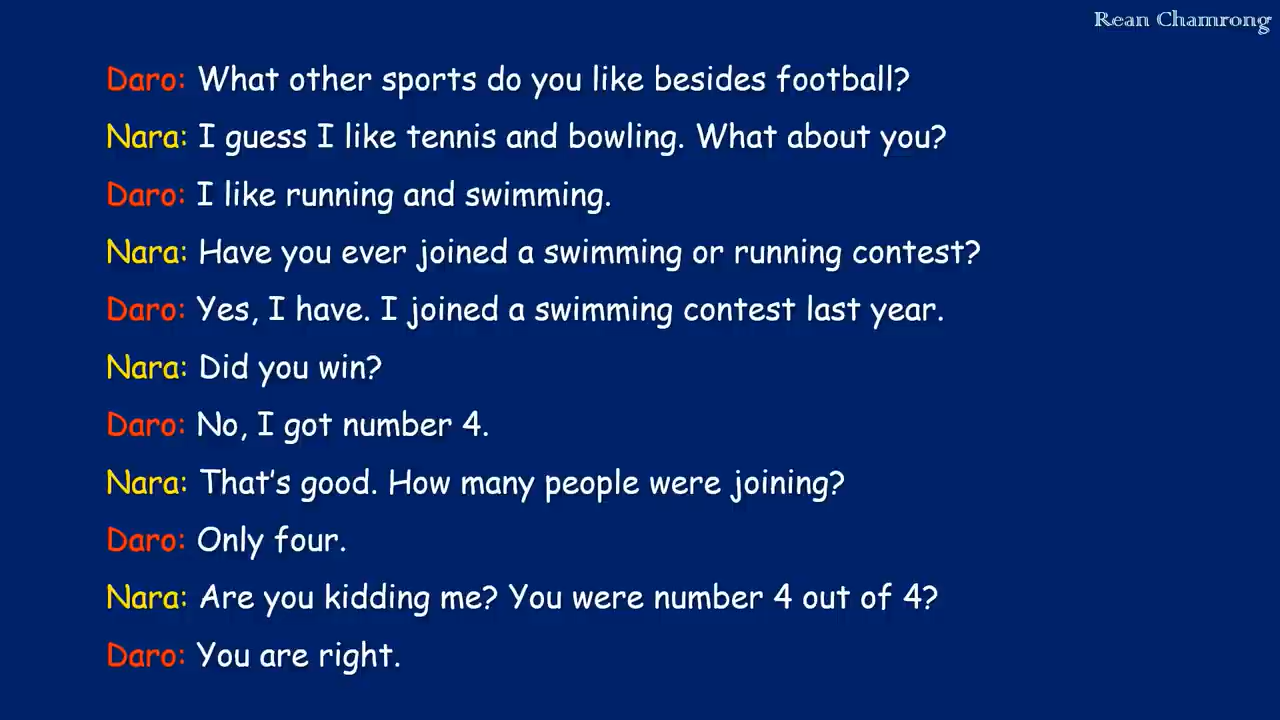 Rean Chamrong
Daro: What other sports do you like besides football?
Nara: I guess I like tennis and bowling. What about you?
Daro: I like running and swimming.
Nara: Have you ever joined a swimming or running contest?
Daro: Yes, I have. I joined a swimming contest last year.
Nara: Did you win?
Daro: No, I got number 4.
Nara: That's good. How many people were joining?
Daro: Only four.
Nara: Are you kidding me? You were number 4 out of 4?
Daro: You are right.